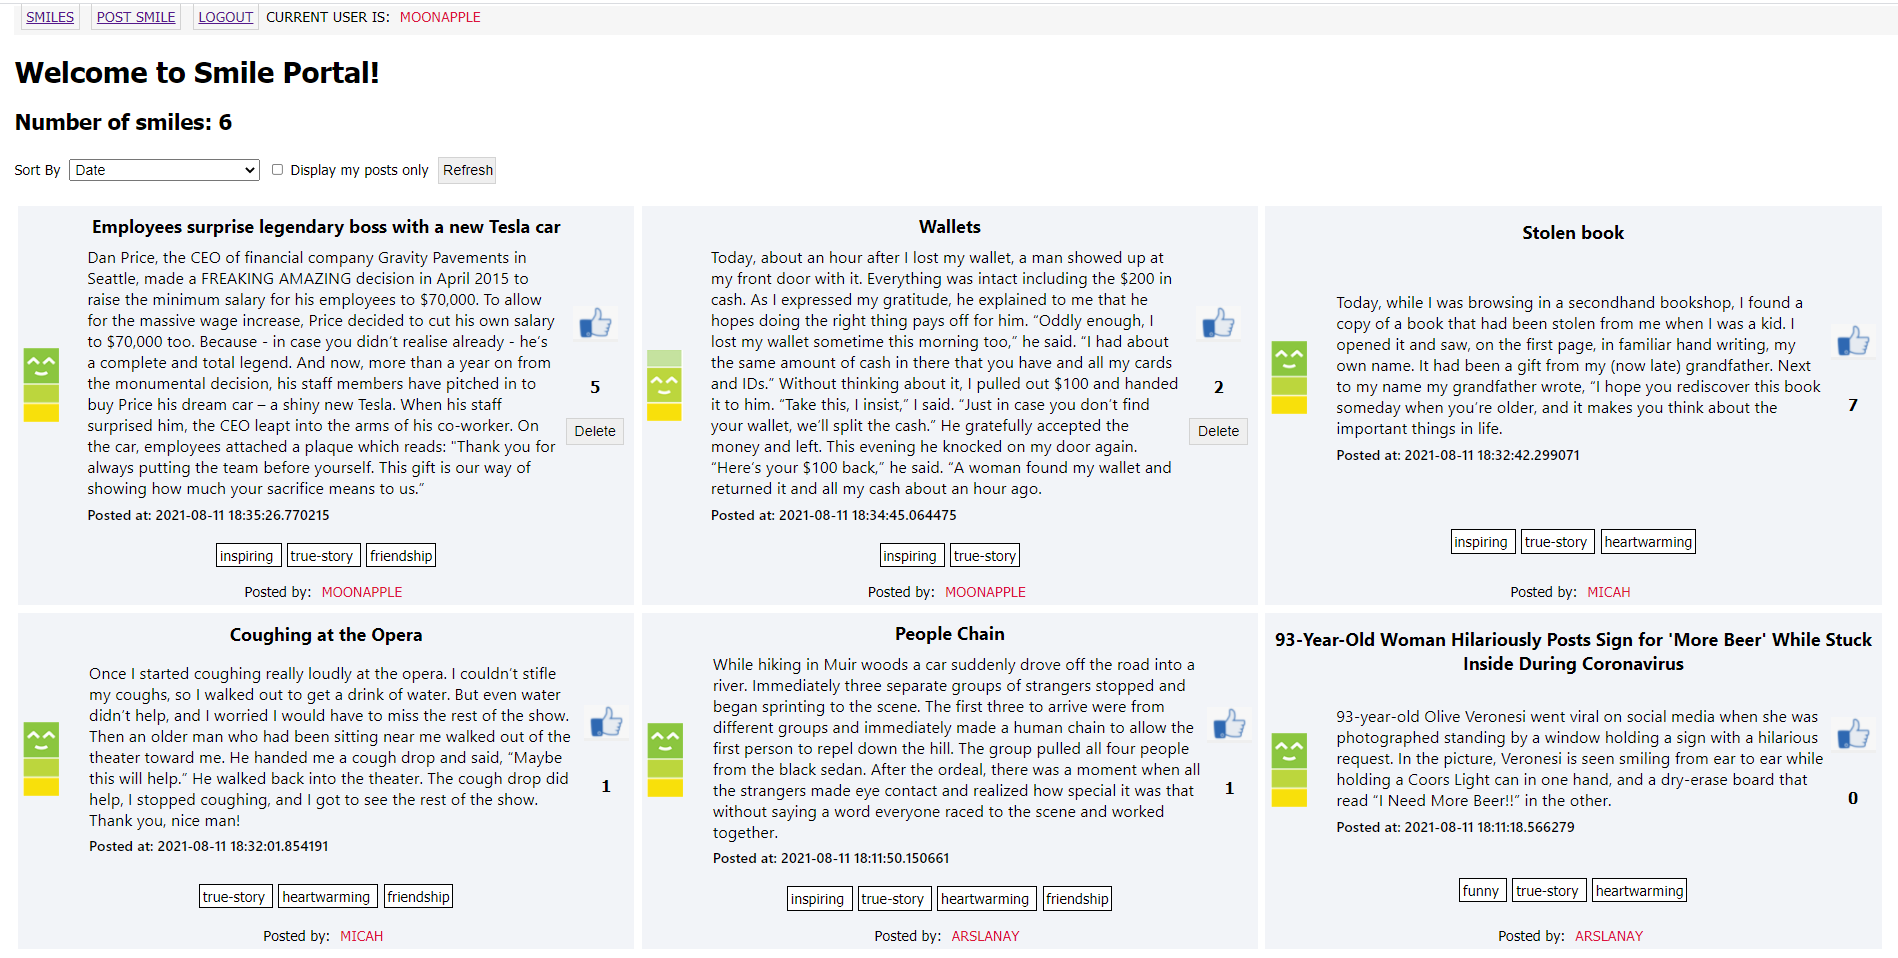 SMILES POST SMILE LOGOUT CURRENT USER IS: MOONAPPLE
Welcome to Smile Portal!
Number of smiles: 6
Sort By Date Display my posts only Refresh
Employees surprise legendary boss with a new Tesla car
Dan Price, the CEO of financial company Gravity Pavements in
Seattle, made a FREAKING AMAZING decision in April 2015 to
raise the minimum salary for his employees to $70,000. To allow
for the massive wage increase, Price decided to cut his own salary
to $70,000 too. Because - in case you didn’t realise already - he’s
a complete and total legend. And now, more than a year on from
the monumental decision, his staff members have pitched in to
buy Price his dream car – a shiny new Tesla. When his staff
surprised him, the CEO leapt into the arms of his co-worker. On
the car, employees attached a plaque which reads: "Thank you for
always putting the team before yourself. This gift is our way of
showing how much your sacrifice means to us.”
Posted at: 2021-08-11 18:35:26.770215
5
Delete
inspiring true-story friendship
Posted by: MOONAPPLE
Wallets
Today, about an hour after I lost my wallet, a man showed up at
my front door with it. Everything was intact including the $200 in
cash. As I expressed my gratitude, he explained to me that he
hopes doing the right thing pays off for him. “Oddly enough, I
lost my wallet sometime this morning too,” he said. “I had about
the same amount of cash in there that you have and all my cards
and IDs.” Without thinking about it, I pulled out $100 and handed
it to him. “Take this, I insist,” I said. “Just in case you don’t find
your wallet, we’ll split the cash.” He gratefully accepted the
money and left. This evening he knocked on my door again.
“Here’s your $100 back,” he said. “A woman found my wallet and
returned it and all my cash about an hour ago.
Posted at: 2021-08-11 18:34:45.064475
2
Delete
inspiring true-story
Posted by: MOONAPPLE
Stolen book
Today, while I was browsing in a secondhand bookshop, I found a
copy of a book that had been stolen from me when I was a kid. I
opened it and saw, on the first page, in familiar hand writing, my
own name. It had been a gift from my (now late) grandfather. Next
to my name my grandfather wrote, “I hope you rediscover this book
someday when you’re older, and it makes you think about the
important things in life.
Posted at: 2021-08-11 18:32:42.299071
7
inspiring true-story heartwarming
Posted by: MICAH
Coughing at the Opera
Once I started coughing really loudly at the opera. I couldn’t stifle
my coughs, so I walked out to get a drink of water. But even water
didn’t help, and I worried I would have to miss the rest of the show.
Then an older man who had been sitting near me walked out of the
theater toward me. He handed me a cough drop and said, “Maybe
this will help.” He walked back into the theater. The cough drop did
help, I stopped coughing, and I got to see the rest of the show.
Thank you, nice man!
Posted at: 2021-08-11 18:32:01.854191
1
true-story heartwarming friendship
Posted by: MICAH
People Chain
While hiking in Muir woods a car suddenly drove off the road into a
river. Immediately three separate groups of strangers stopped and
began sprinting to the scene. The first three to arrive were from
different groups and immediately made a human chain to allow the
first person to repel down the hill. The group pulled all four people
from the black sedan. After the ordeal, there was a moment when all
the strangers made eye contact and realized how special it was that
without saying a word everyone raced to the scene and worked
together.
Posted at: 2021-08-11 18:11:50.150661
1
inspiring true-story heartwarming friendship
Posted by: ARSLANAY
93-Year-Old Woman Hilariously Posts Sign for 'More Beer' While Stuck
Inside During Coronavirus
93-year-old Olive Veronesi went viral on social media when she was
photographed standing by a window holding a sign with a hilarious
request. In the picture, Veronesi is seen smiling from ear to ear while
holding a Coors Light can in one hand, and a dry-erase board that
read “I Need More Beer!!” in the other.
Posted at: 2021-08-11 18:11:18.566279
0
funny true-story heartwarming
Posted by: ARSLANAY